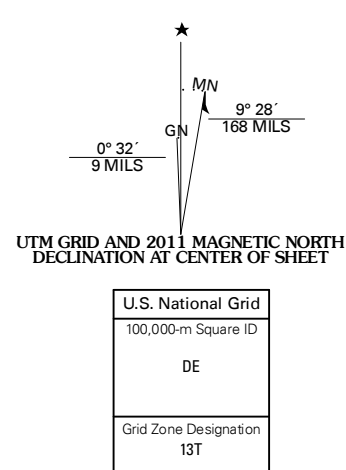 MN
9° 28´
168 MILS
GN
0° 32´
9 MILS
UTM GRID AND 2011 MAGNETIC NORTH
DECLINATION AT CENTER OF SHEET
U.S. National Grid
100,000-m Square ID
DE
Grid Zone Designation
13T